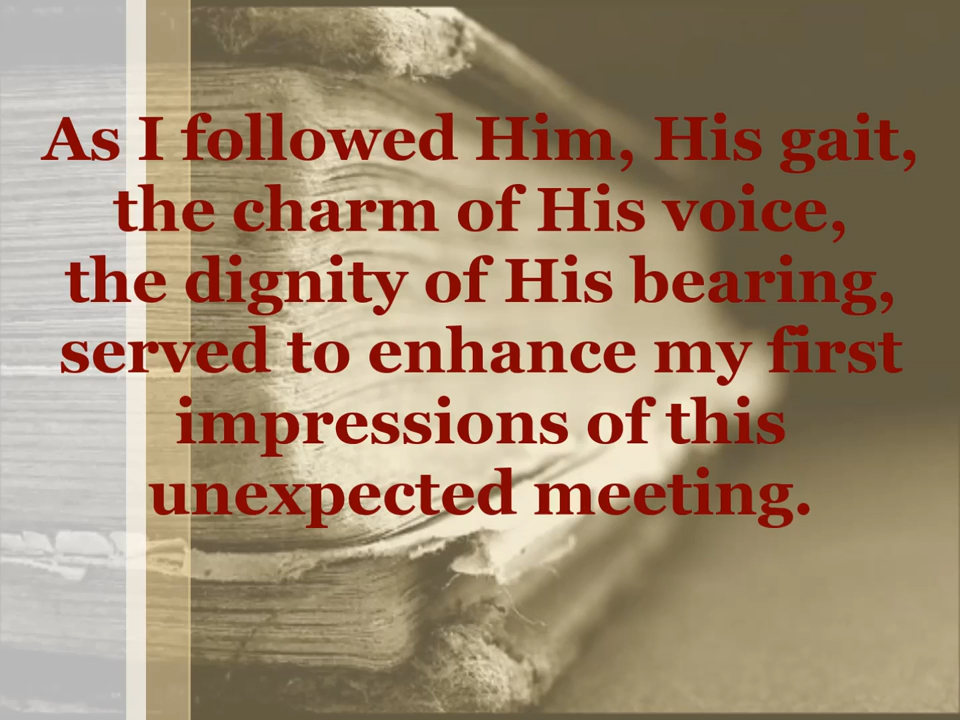 As I followed Him, His gait,
the charm of His voice,
the dignity of His bearing,
served to enhance my first
impressions of this
unexpected meeting.